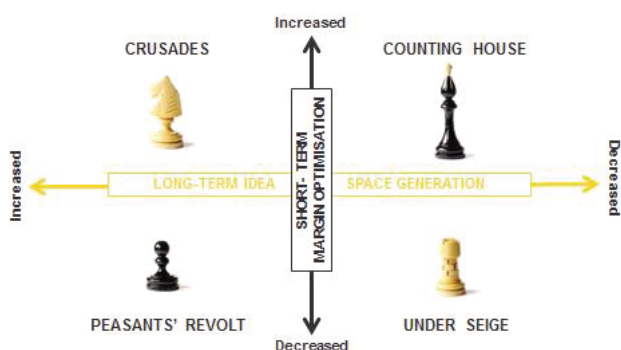 Increased
CRUSADES
COUNTING HOUSE
Increased
LONG-TERM IDEA
SHORT- TERM
MARGIN OPTIMISATION
SPACE GENERATION
Decreased
PEASANTS' REVOLT
UNDER SEIGE
Decreased